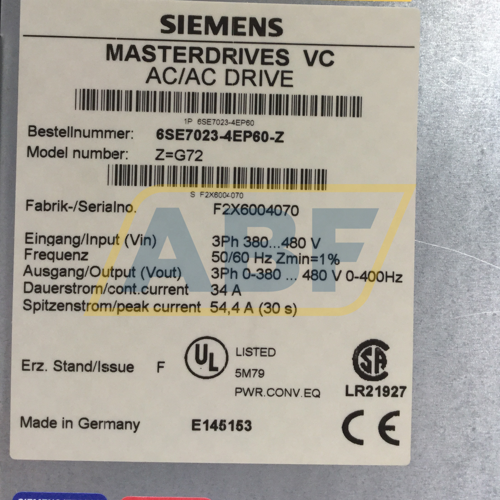 SIEMENS
MASTERDRIVES VC
AC/AC DRIVE
1P 6SE7023-4EP60
Bestellnummer: 6SE7023-4EP60-Z
Model number: Z=G72
S F2X6004070
Fabrik-/Serialno. F2X6004070
Eingang/Input (Vin) 3Ph 380...480 V
Frequenz 50/60 Hz Zmin=1%
Ausgang/Output (Vout) 3Ph 0-380 ... 480 V 0-400Hz
Dauerstrom/cont.current 34 A
Spitzenstrom/peak current 54,4 A (30 s)
ABF
Erz. Stand/Issue F
UL
LISTED
5M79
PWR.CONV.EQ
SA
LR21927
Made in Germany E145153
CE